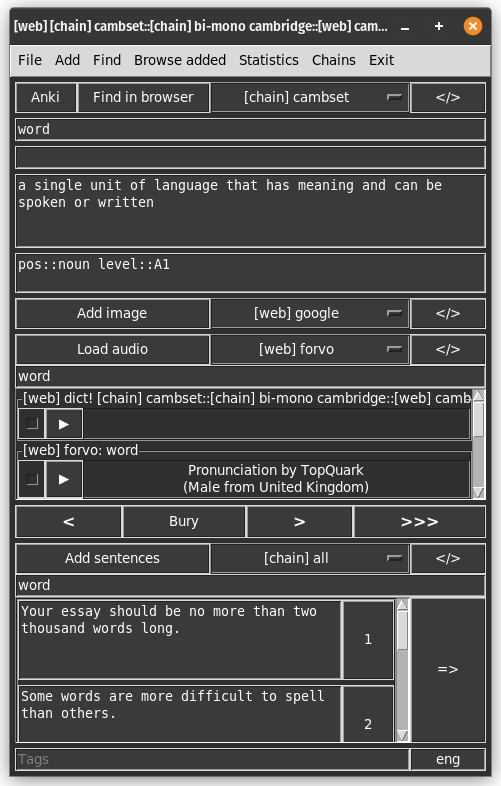 [web] [chain] cambset::[chain] bi-mono cambridge::[web] cam...
File Add Find Browse added Statistics Chains Exit
Anki Find in browser [chain] cambset </>
word
a single unit of language that has meaning and can be
spoken or written
pos::noun level::A1
Add image [web] google </>
Load audio [web] forvo </>
word
[web] dict! [chain] cambset::[chain] bi-mono cambridge::[web] camb
[web] forvo: word
Pronunciation by TopQuark
(Male from United Kingdom)
< Bury > >>>
Add sentences [chain] all </>
word
Your essay should be no more than two
thousand words long.
1
=>
Some words are more difficult to spell
than others.
2
Tags eng